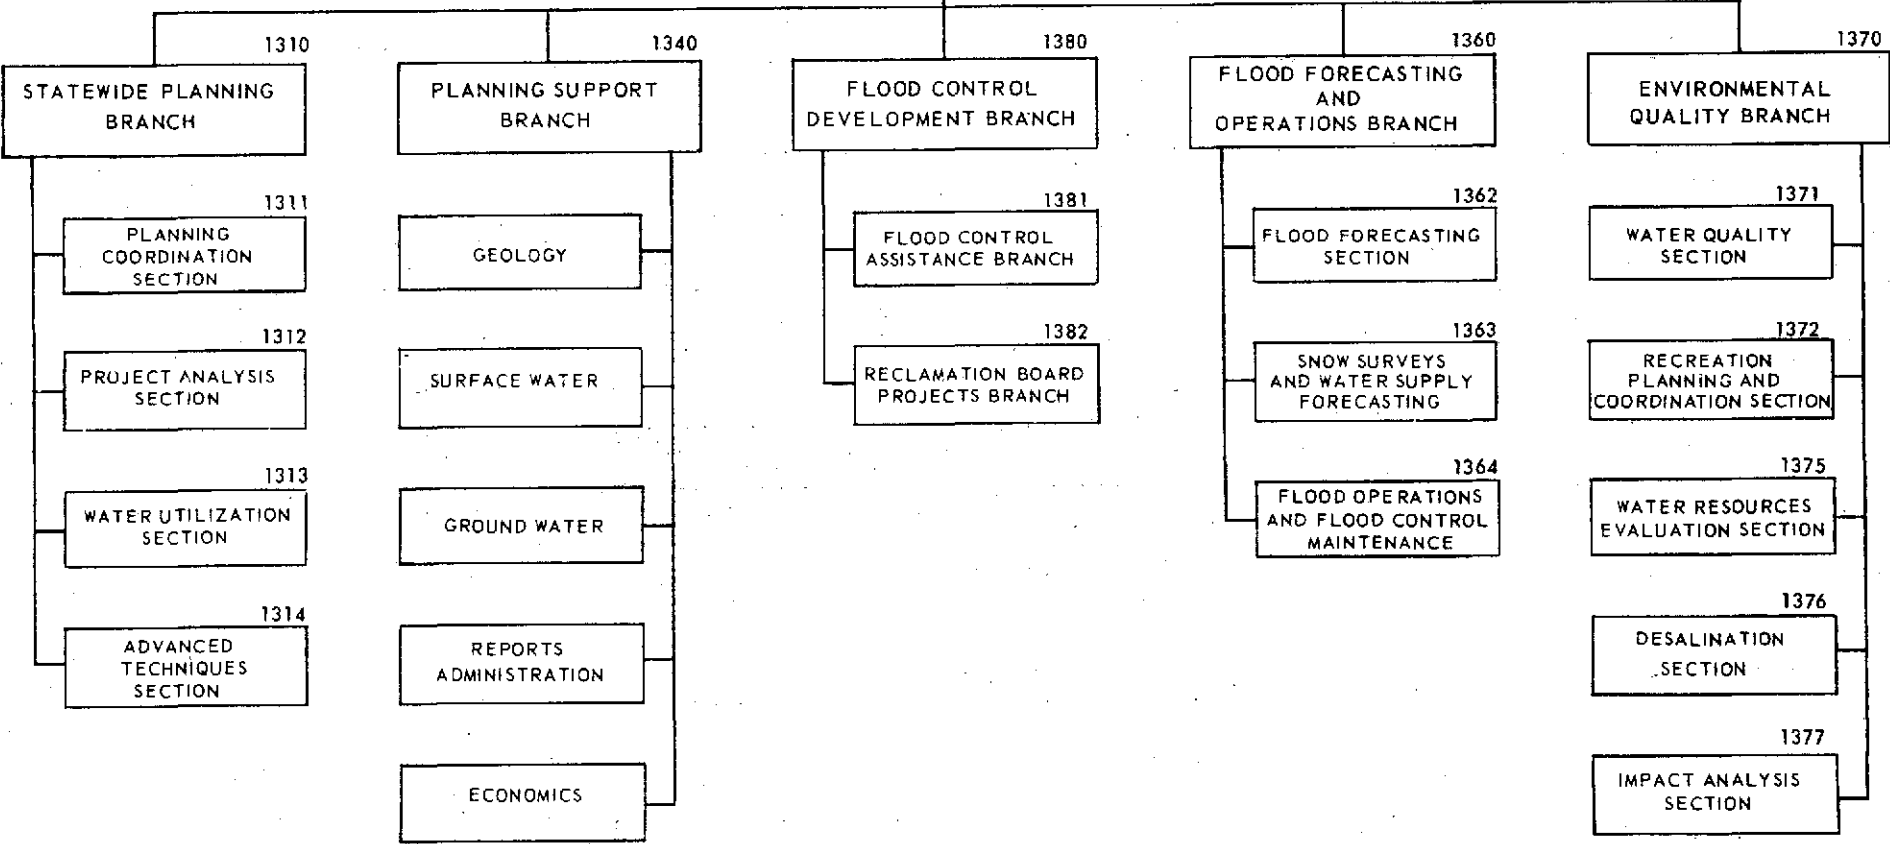 1310
STATEWIDE PLANNING
BRANCH
1311
PLANNING
COORDINATION
SECTION
1312
PROJECT ANALYSIS
SECTION
1313
WATER UTILIZATION
SECTION
1314
ADVANCED
TECHNIQUES
SECTION
1340
PLANNING SUPPORT
BRANCH
GEOLOGY
SURFACE WATER
GROUND WATER
REPORTS
ADMINISTRATION
ECONOMICS
1380
FLOOD CONTROL
DEVELOPMENT BRANCH
1381
FLOOD CONTROL
ASSISTANCE BRANCH
1382
RECLAMATION BOARD
PROJECTS BRANCH
1360
FLOOD FORECASTING
AND
OPERATIONS BRANCH
1362
FLOOD FORECASTING
SECTION
1363
SNOW SURVEYS
AND WATER SUPPLY
FORECASTING
1364
FLOOD OPERATIONS
AND FLOOD CONTROL
MAINTENANCE
1370
ENVIRONMENTAL
QUALITY BRANCH
1371
WATER QUALITY
SECTION
1372
RECREATION
PLANNING AND
COORDINATION SECTION
1375
WATER RESOURCES
EVALUATION SECTION
1376
DESALINATION
SECTION
1377
IMPACT ANALYSIS
SECTION